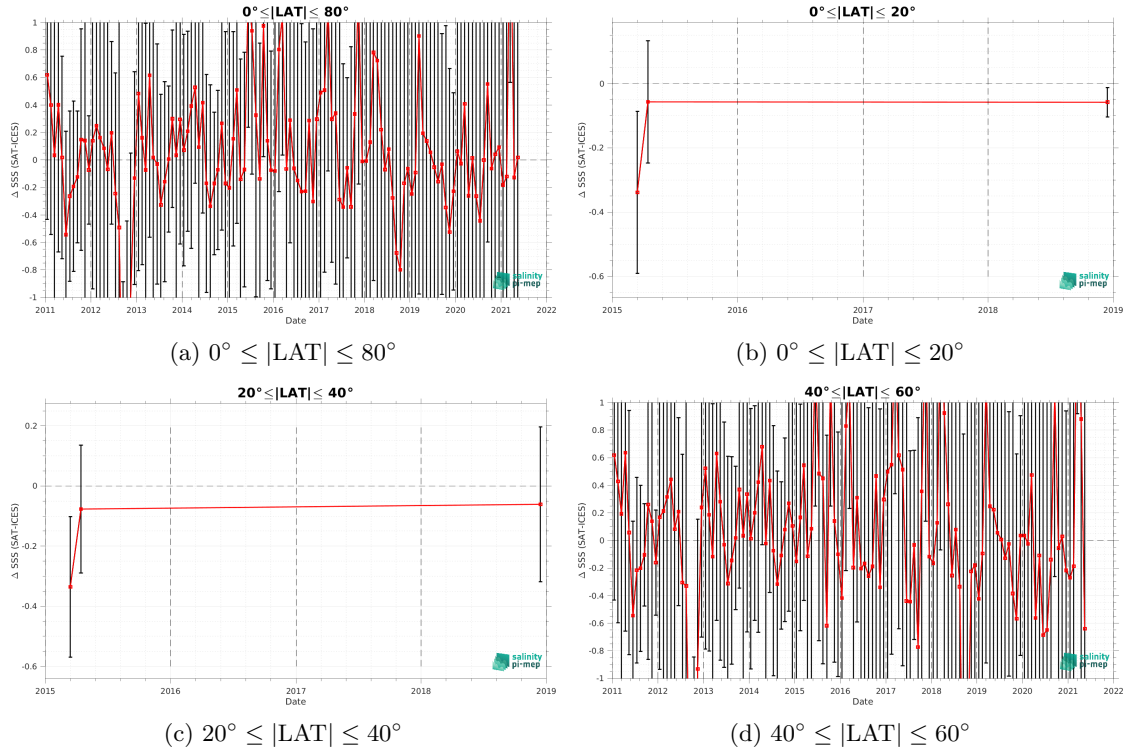 0°≤|LAT|≤ 80°
Δ SSS (SAT-ICES)
1
0.8
0.6
0.4
0.2
0
-0.2
-0.4
-0.6
-0.8
-1
2011 2012 2013 2014 2015 2016 2017 2018 2019 2020 2021 2022
Date
salinity
pi-mep
(a) 0° ≤ |LAT| ≤ 80°
0°≤|LAT|≤ 20°
Δ SSS (SAT-ICES)
0
-0.2
-0.4
-0.6
2015 2016 2017 2018 2019
Date
salinity
pi-mep
(b) 0° ≤ |LAT| ≤ 20°
20°≤|LAT|≤ 40°
Δ SSS (SAT-ICES)
0.2
0
-0.2
-0.4
-0.6
2015 2016 2017 2018 2019
Date
salinity
pi-mep
(c) 20° ≤ |LAT| ≤ 40°
40°≤|LAT|≤ 60°
Δ SSS (SAT-ICES)
1
0.8
0.6
0.4
0.2
0
-0.2
-0.4
-0.6
-0.8
-1
2011 2012 2013 2014 2015 2016 2017 2018 2019 2020 2021 2022
Date
salinity
pi-mep
(d) 40° ≤ |LAT| ≤ 60°